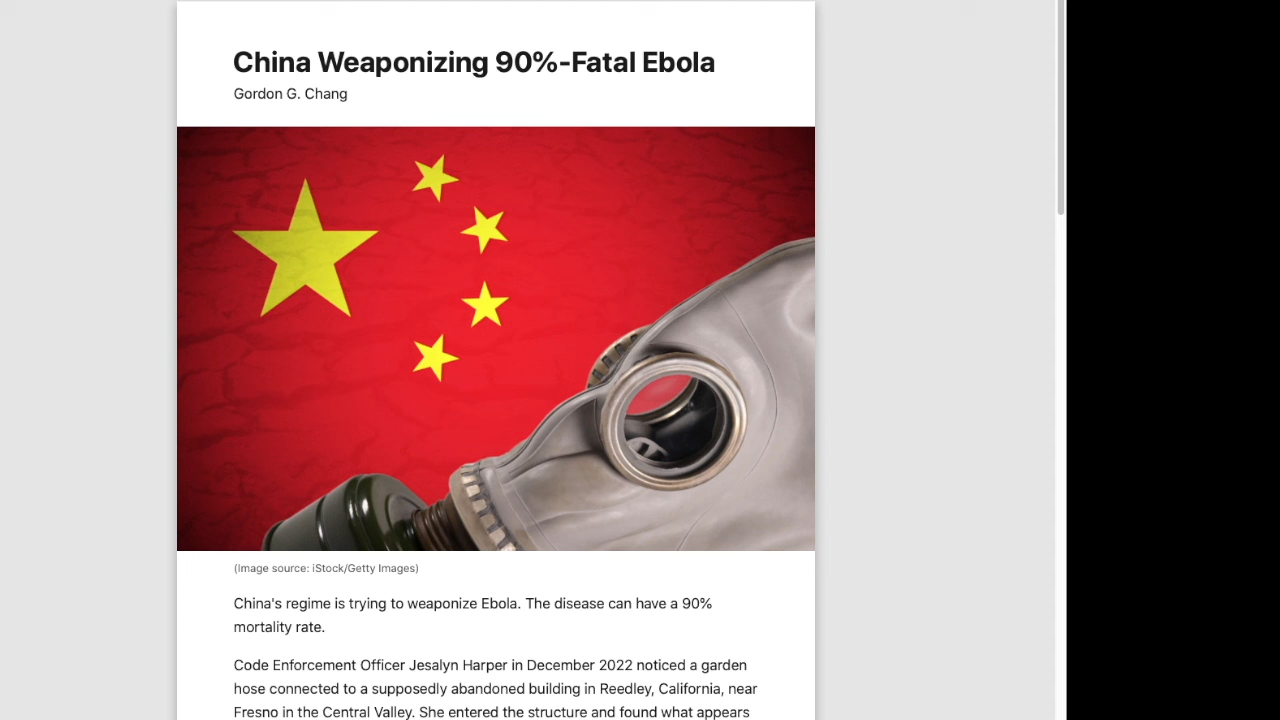 China Weaponizing 90%-Fatal Ebola
Gordon G. Chang
(Image source: iStock/Getty Images)
China's regime is trying to weaponize Ebola. The disease can have a 90%
mortality rate.
Code Enforcement Officer Jesalyn Harper in December 2022 noticed a garden
hose connected to a supposedly abandoned building in Reedley, California, near
Fresno in the Central Valley. She entered the structure and found what appears